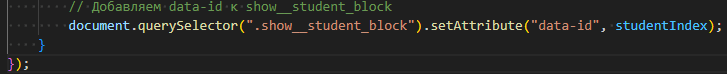 // Добавляем data-id к show__student_block
document.querySelector(".show__student_block").setAttribute("data-id", studentIndex);
}
});